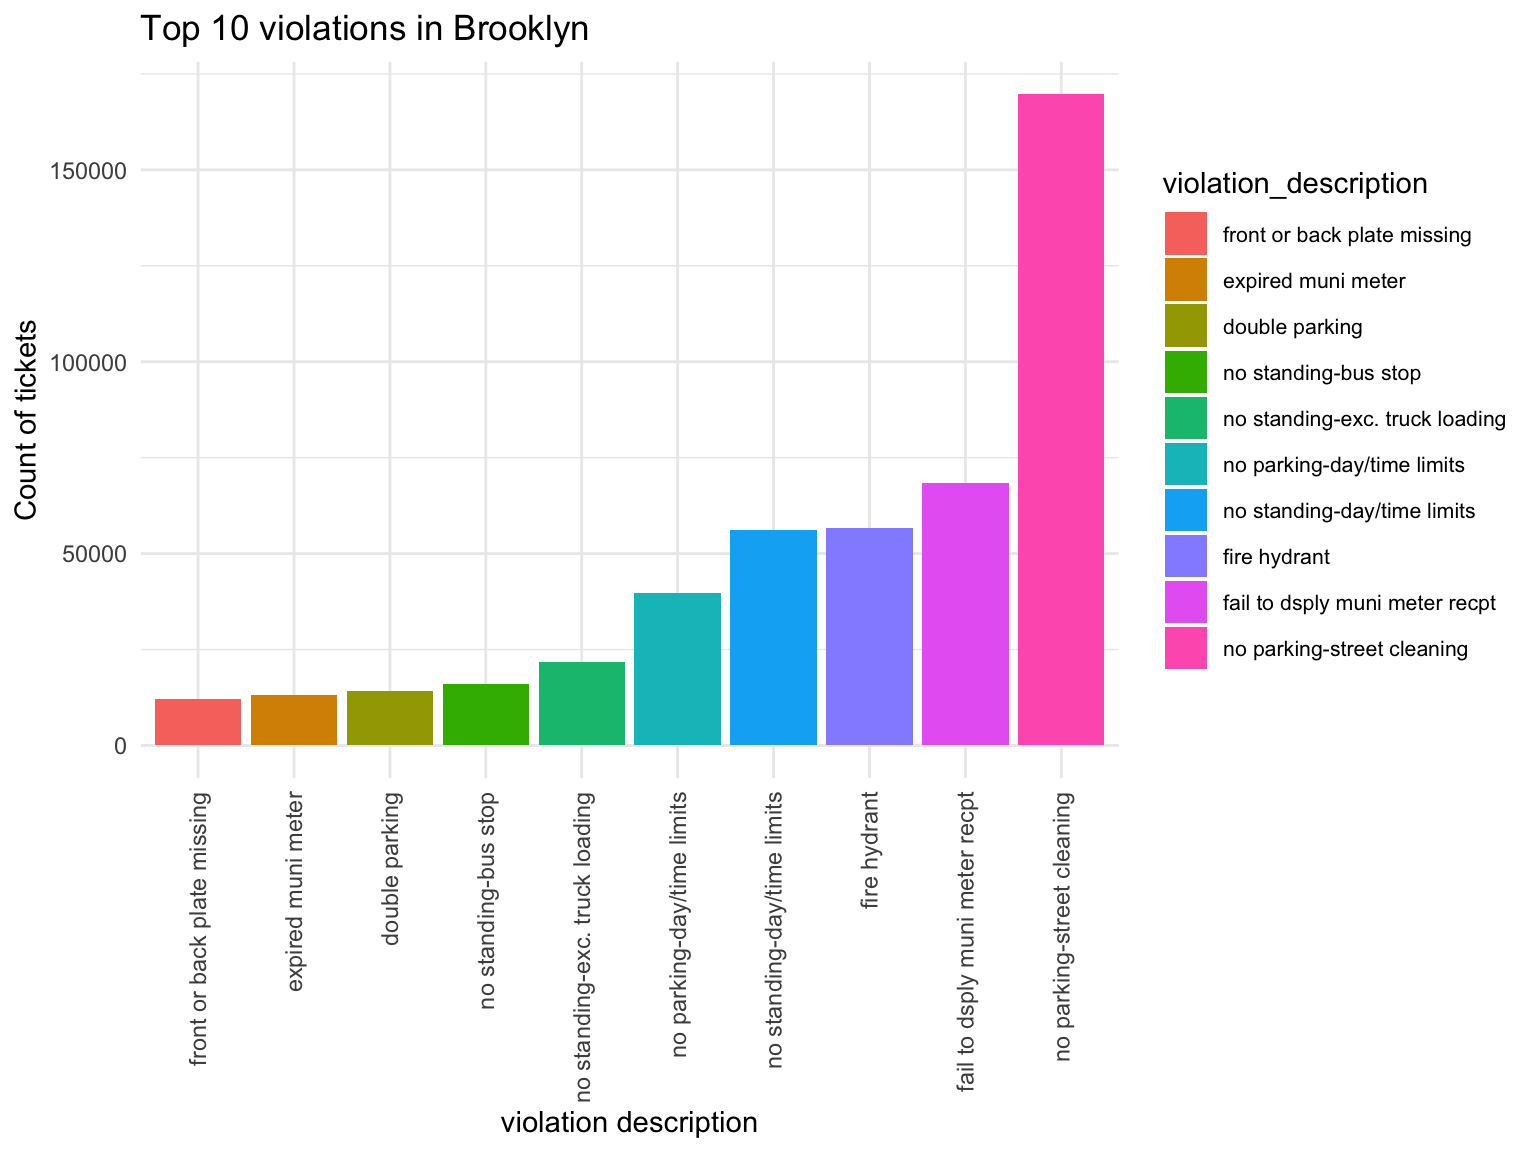 Top 10 violations in Brooklyn
Count of tickets
150000
100000
50000
0
front or back plate missing
expired muni meter
double parking
no standing-bus stop
no standing-exc. truck loading
no parking-day/time limits
no standing-day/time limits
fire hydrant
fail to dsply muni meter recpt
no parking-street cleaning
violation description
violation_description
front or back plate missing
expired muni meter
double parking
no standing-bus stop
no standing-exc. truck loading
no parking-day/time limits
no standing-day/time limits
fire hydrant
fail to dsply muni meter recpt
no parking-street cleaning